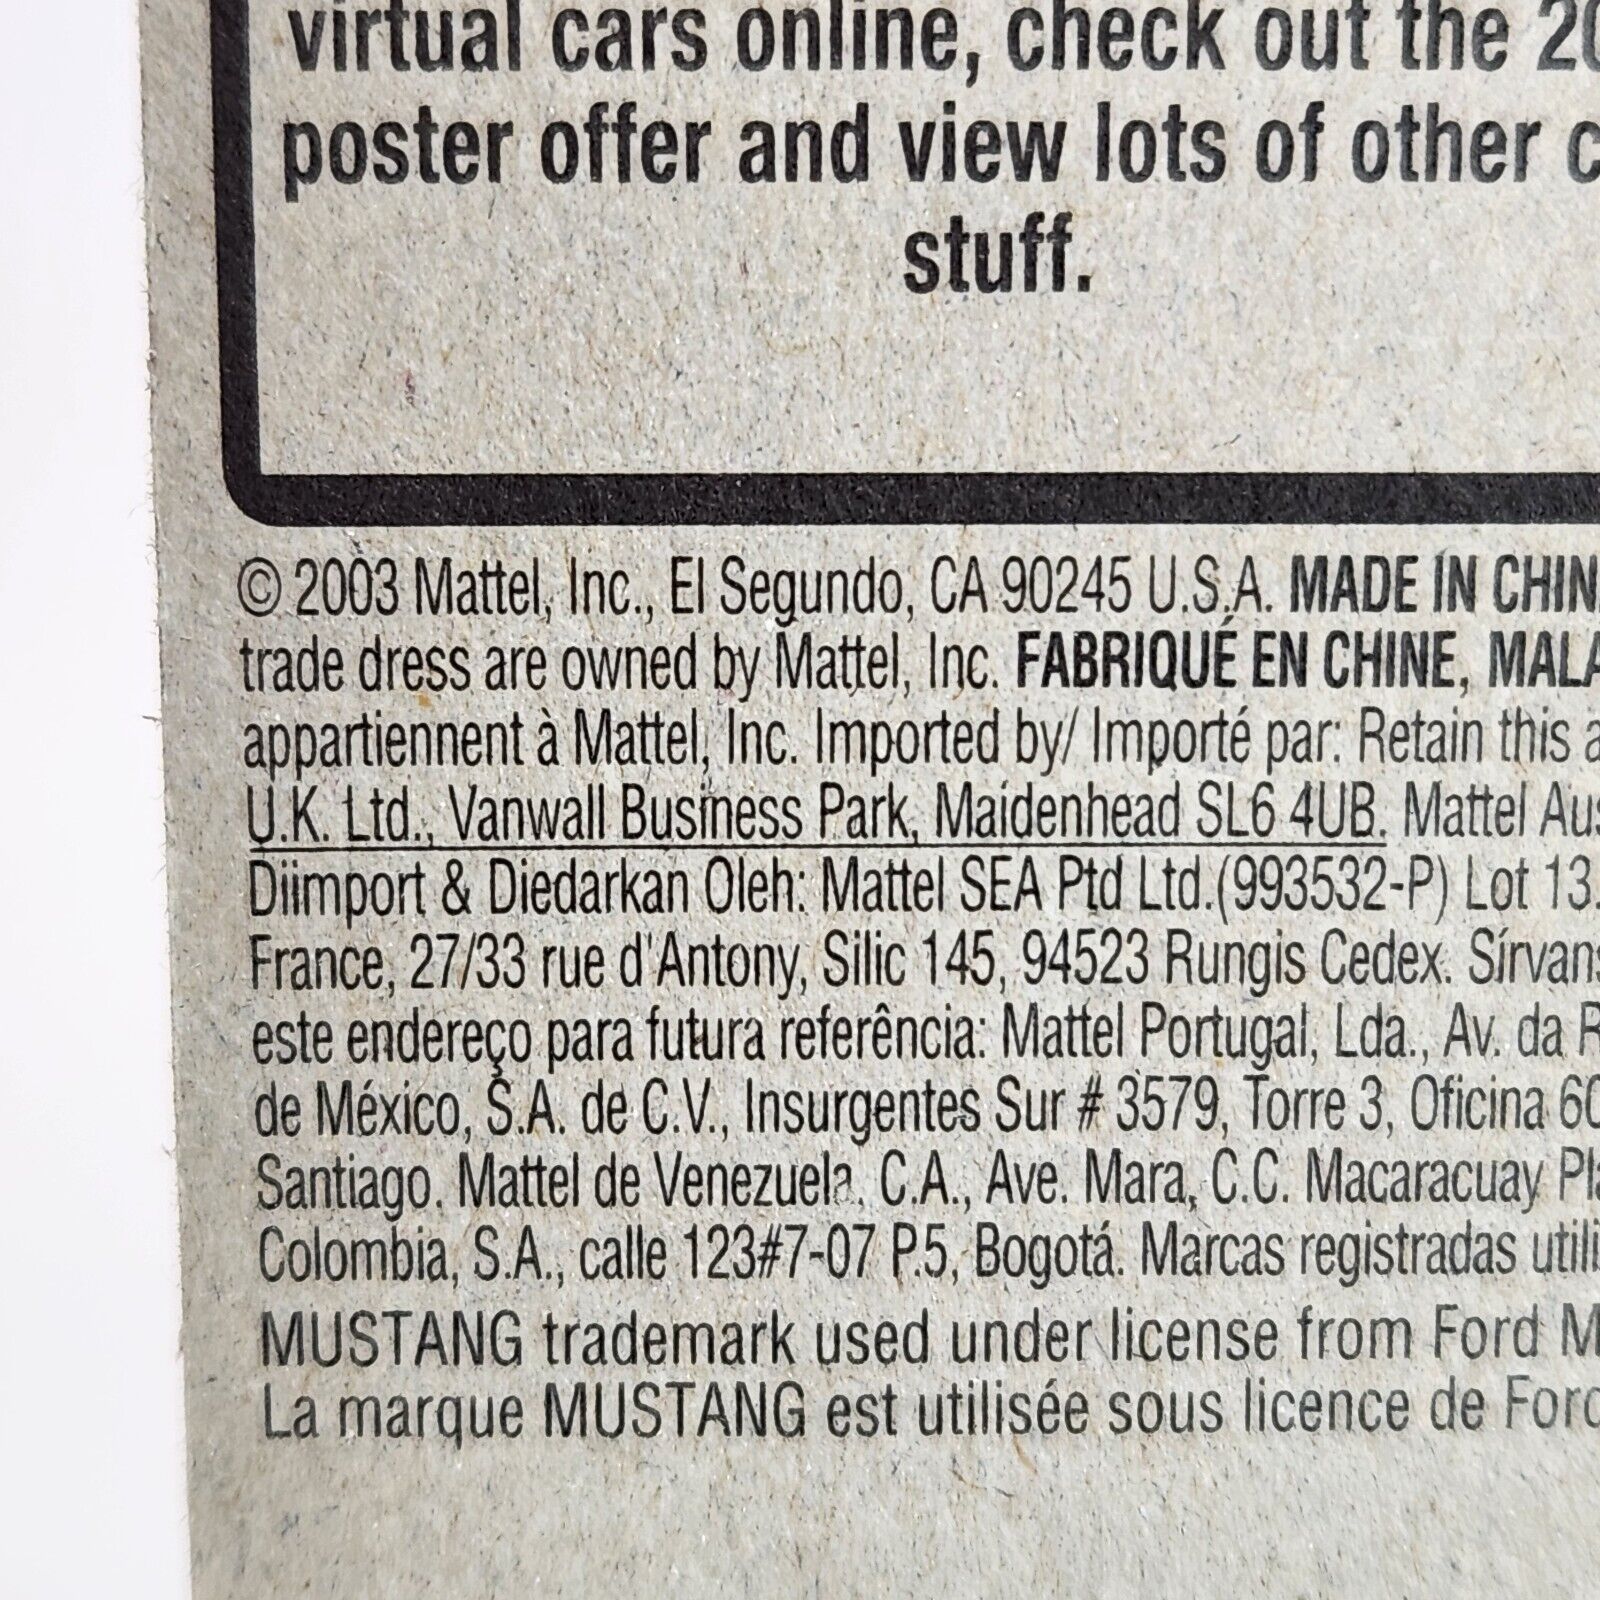 virtual cars online, check out the 20
poster offer and view lots of other c
stuff.
© 2003 Mattel, Inc., El Segundo, CA 90245 U.S.A. MADE IN CHINA
trade dress are owned by Mattel, Inc. FABRIQUÉ EN CHINE, MALA
appartiennent à Mattel, Inc. Imported by/ Importé par: Retain this a
U.K. Ltd., Vanwall Business Park, Maidenhead SL6 4UB. Mattel Aus
Diimport & Diedarkan Oleh: Mattel SEA Ptd Ltd.(993532-P) Lot 13.
France, 27/33 rue d'Antony, Silic 145, 94523 Rungis Cedex. Sírvans
este endereço para futura referência: Mattel Portugal, Lda., Av. da R
de México, S.A. de C.V., Insurgentes Sur # 3579, Torre 3, Oficina 60
Santiago. Mattel de Venezuela, C.A., Ave. Mara, C.C. Macaracuay Pla
Colombia, S.A., calle 123#7-07 P.5, Bogotá. Marcas registradas utili
MUSTANG trademark used under license from Ford M
La marque MUSTANG est utilisée sous licence de Ford